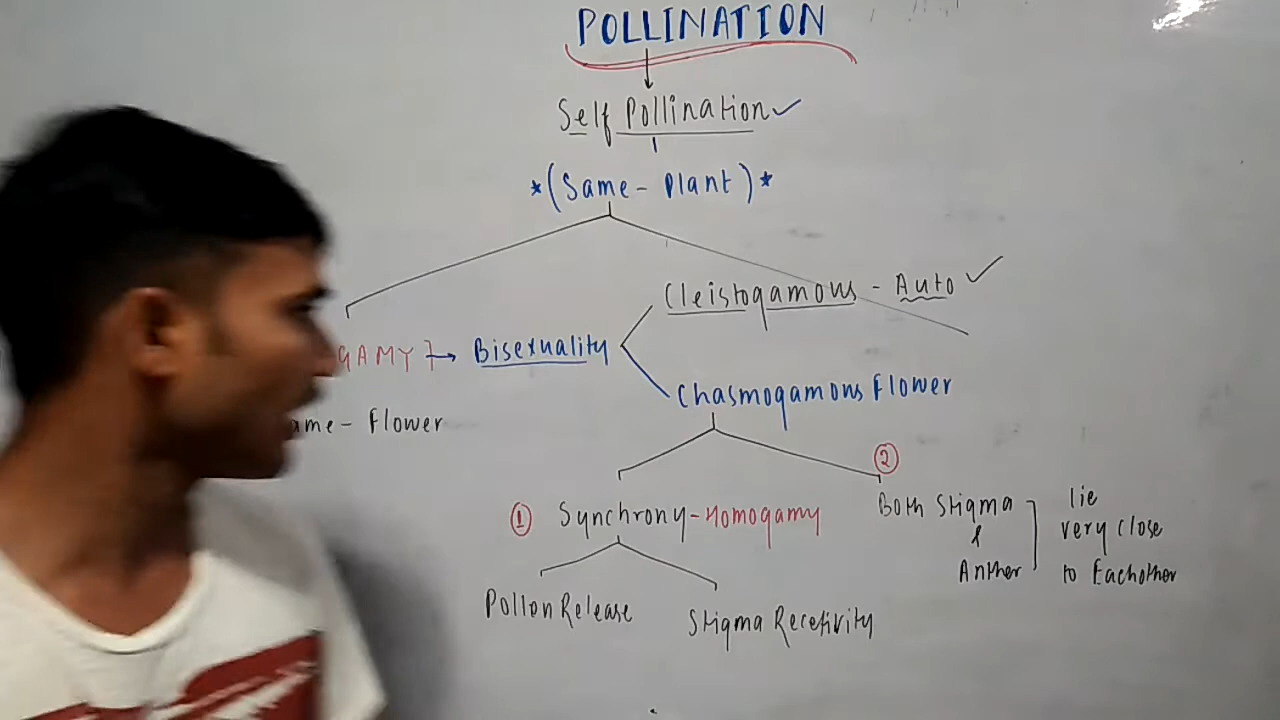 POLLINATION
Self Pollination
*(Same- Plant)*
Cleistogamous - Auto
GAMY] → Bisexuality
Chasmogamous Flower
ame- Flower
② 
① Synchrony-Homogamy
Both Stigma
&
Anther
lie
very close
to Eachother
Pollen Release
Stigma Recetivity